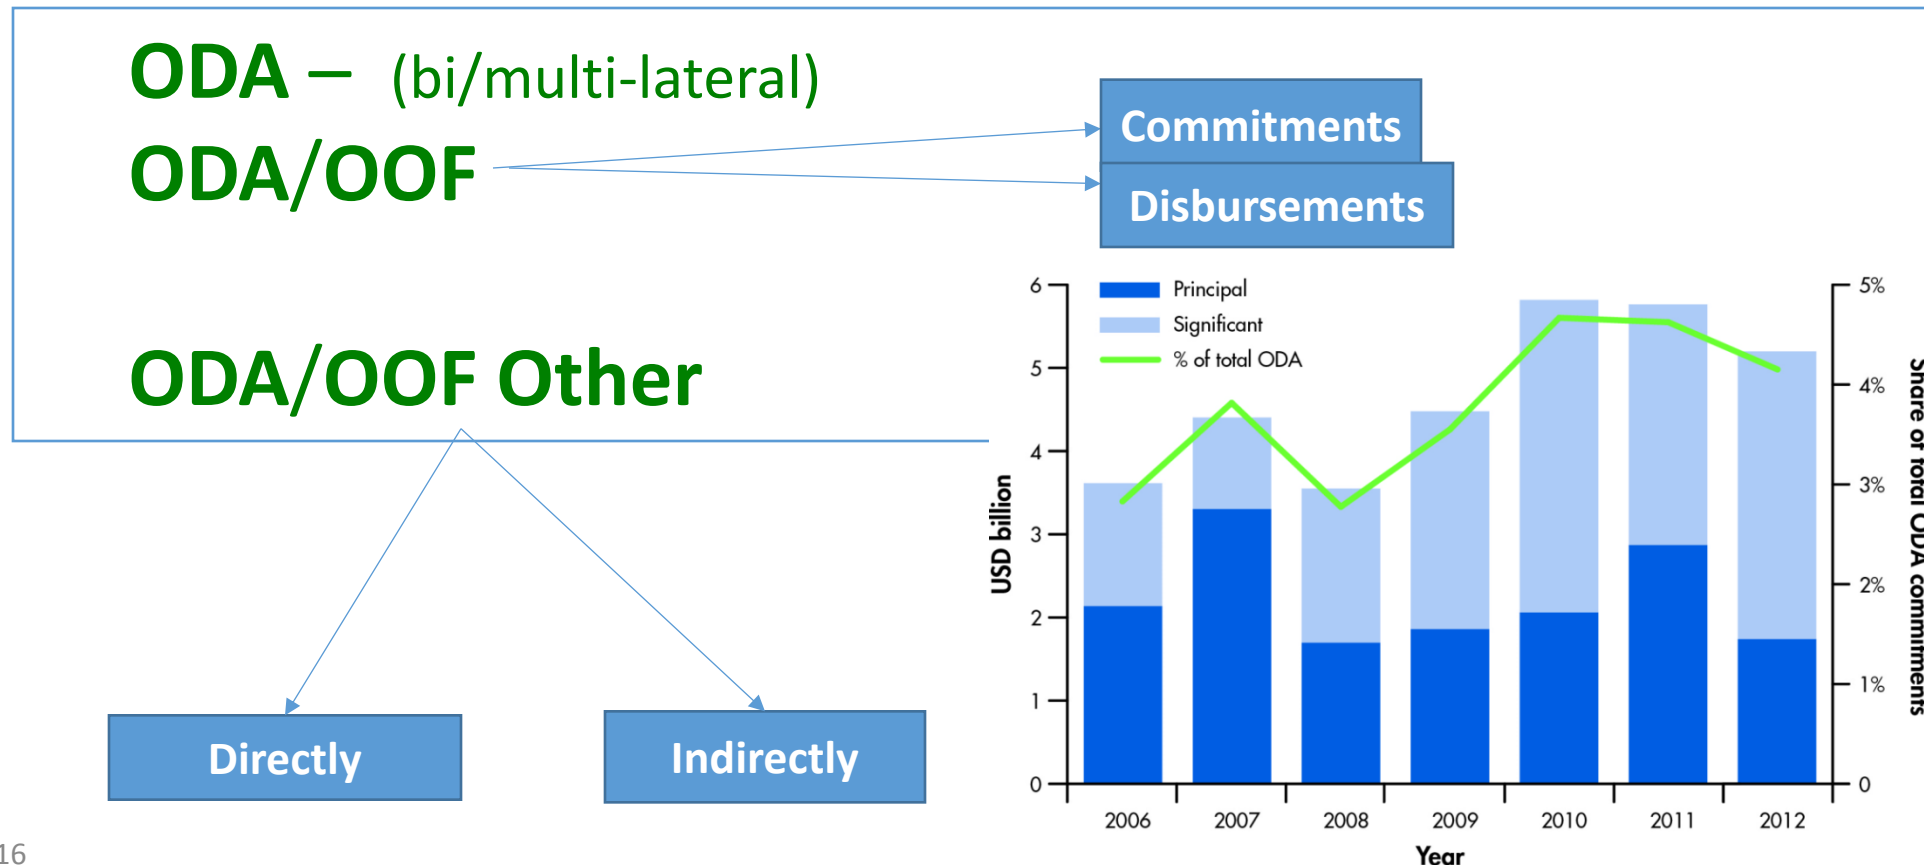 ODA – (bi/multi-lateral)
ODA/OOF
Commitments
Disbursements
ODA/OOF Other
Directly
Indirectly
Principal
Significant
% of total ODA
6
5
4
3
2
1
0
USD billion
5%
4%
3%
2%
1%
0
Share of total ODA commitments
2006 2007 2008 2009 2010 2011 2012
Year
16